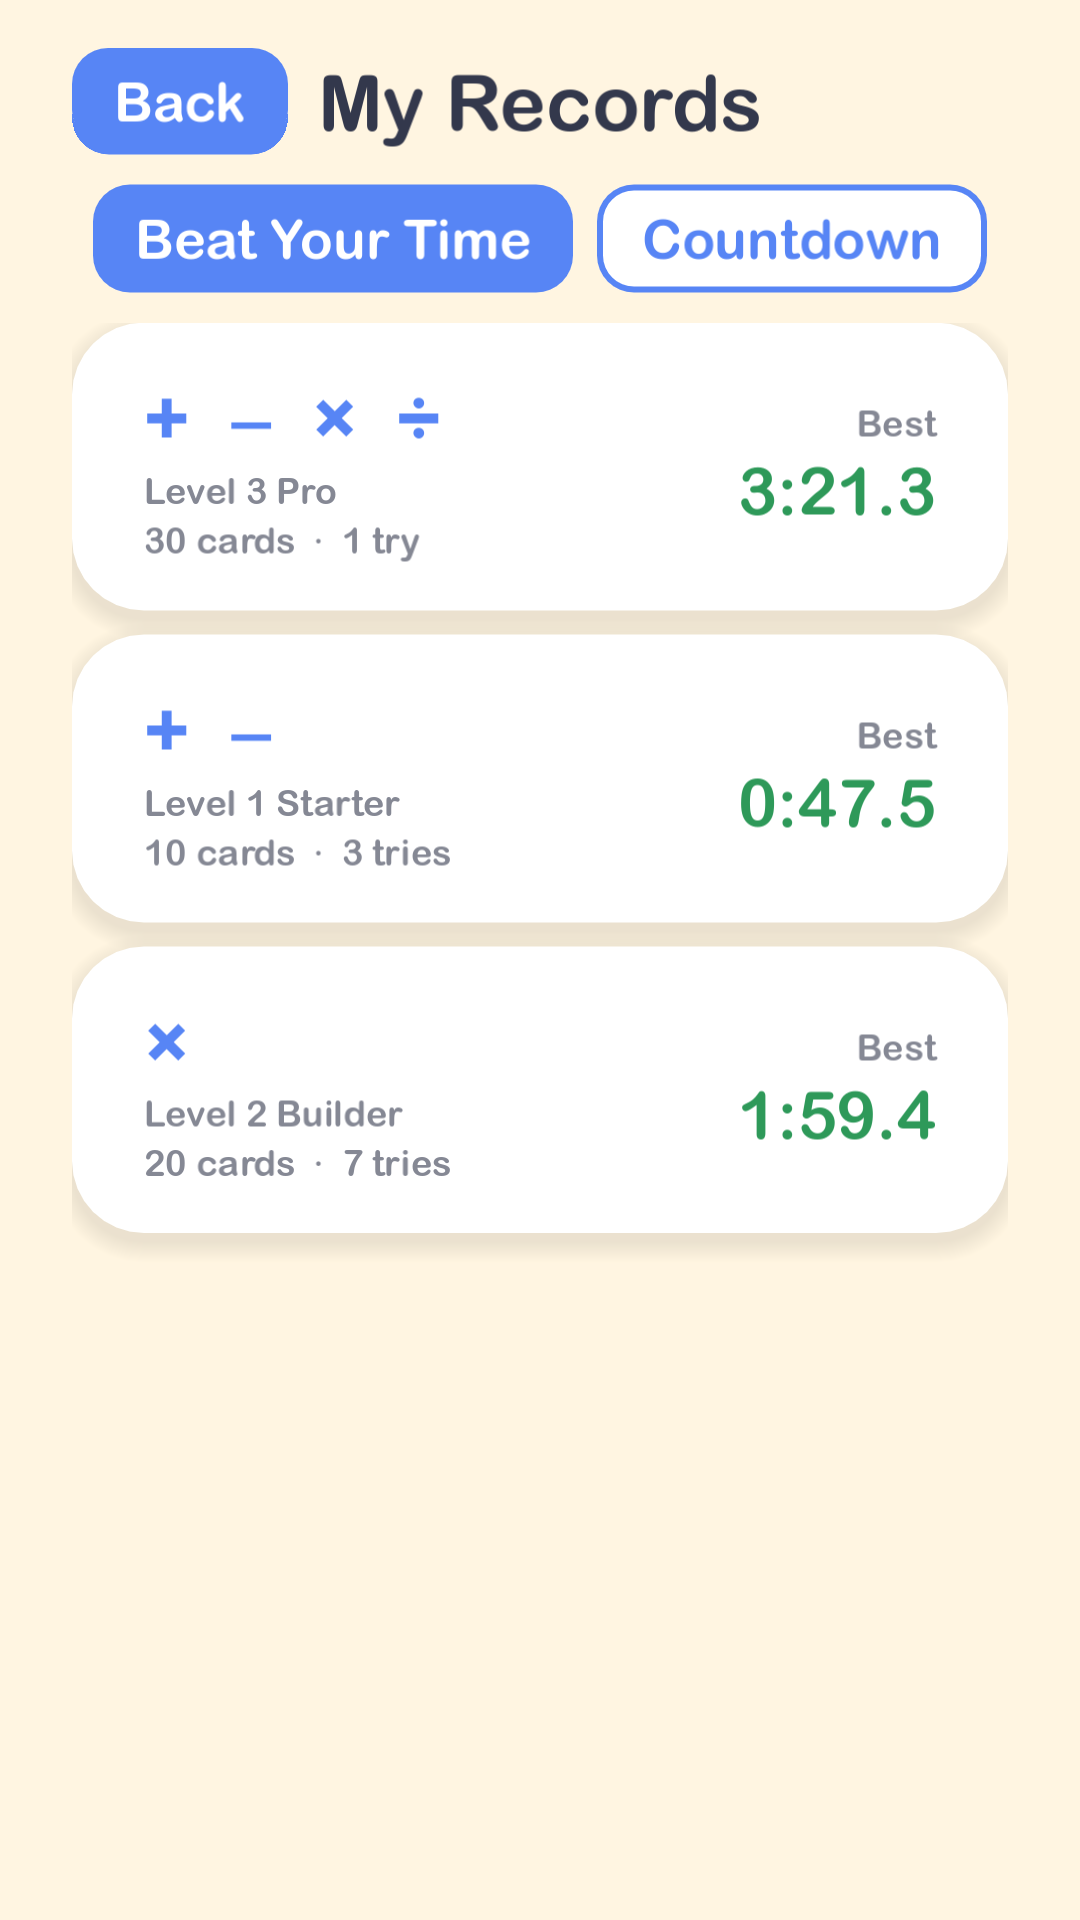 Back My Records
Beat Your Time Countdown
+ – × ÷
Best
Level 3 Pro
3:21.3
30 cards · 1 try
+ –
Best
Level 1 Starter
0:47.5
10 cards · 3 tries
×
Best
Level 2 Builder
1:59.4
20 cards · 7 tries